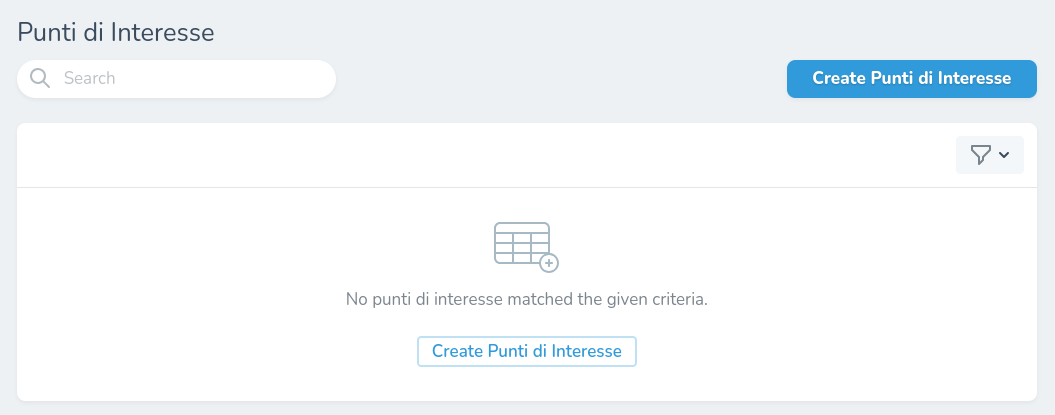 Punti di Interesse
Search
Create Punti di Interesse
No punti di interesse matched the given criteria.
Create Punti di Interesse